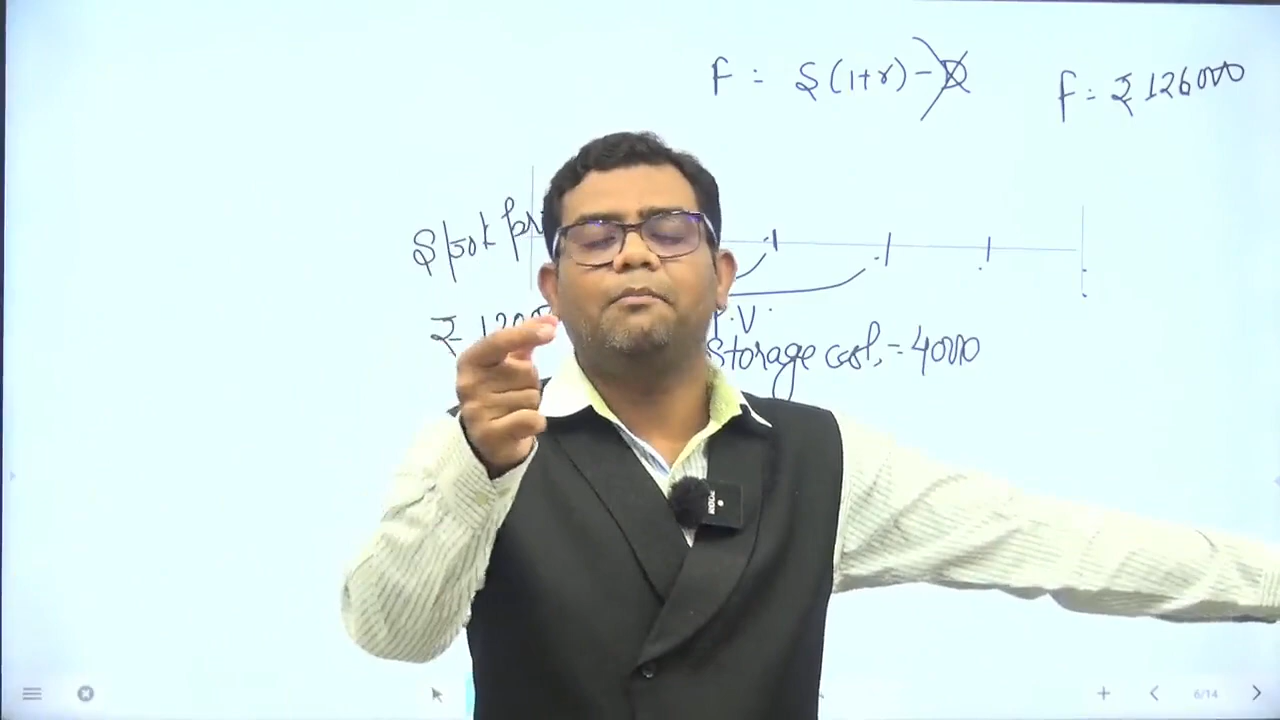 F = S(1+r) - D
F = ₹ 126000
Spot
₹
P.V.
Storage cost = 4000
6/14